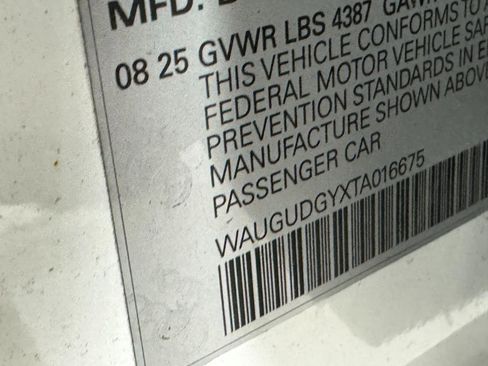 MFD.
08 25 GVWR LBS 4387
THIS VEHICLE CONFORMS TO
FEDERAL MOTOR VEHICLE
PREVENTION STANDARDS IN
MANUFACTURE SHOWN ABOVE
PASSENGER CAR
WAUGUDGYXTA016675